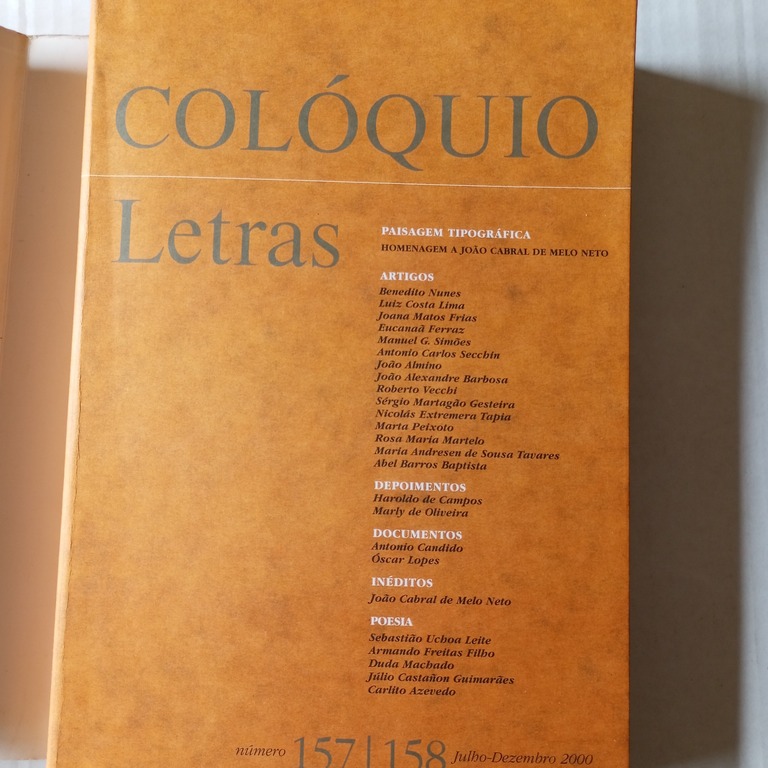 COLÓQUIO
Letras
PAISAGEM TIPOGRÁFICA
HOMENAGEM A JOÃO CABRAL DE MELO NETO
ARTIGOS
Benedito Nunes
Luiz Costa Lima
Joana Matos Frias
Eucanaã Ferraz
Manuel G. Simões
Antonio Carlos Secchin
João Almino
João Alexandre Barbosa
Roberto Vecchi
Sérgio Martagão Gesteira
Nicolás Extremera Tapia
Marta Peixoto
Rosa Maria Martelo
Maria Andresen de Sousa Tavares
Abel Barros Baptista
DEPOIMENTOS
Haroldo de Campos
Marly de Oliveira
DOCUMENTOS
Antonio Candido
Óscar Lopes
INÉDITOS
João Cabral de Melo Neto
POESIA
Sebastião Uchoa Leite
Armando Freitas Filho
Duda Machado
Júlio Castañon Guimarães
Carlito Azevedo
número 157|158 Julho-Dezembro 2000